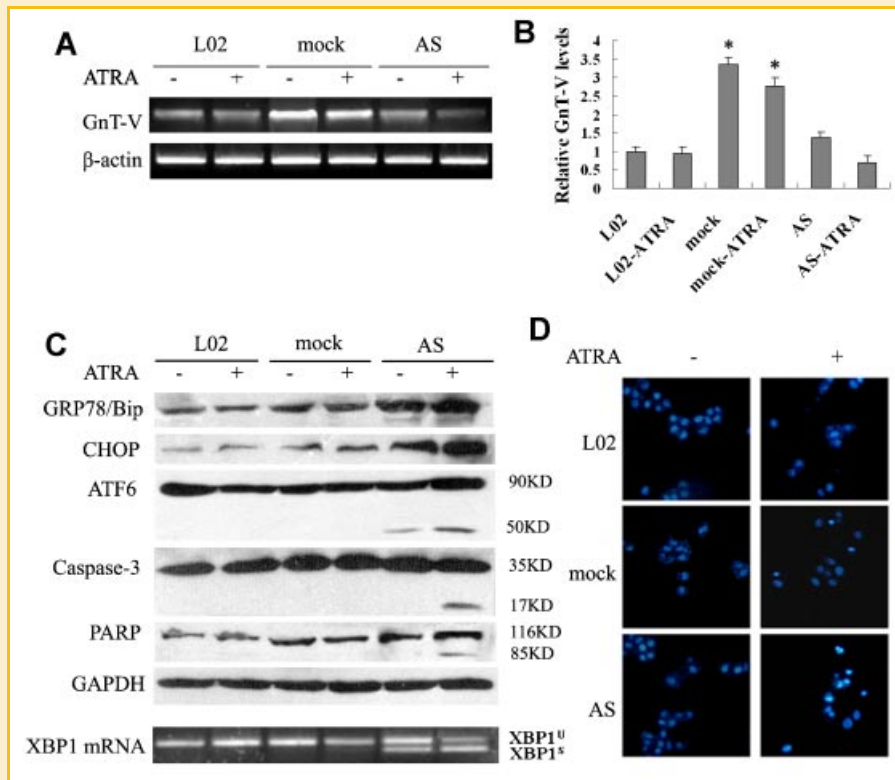 A
L02 mock AS
ATRA - + - + - +
GnT-V
β-actin
B
Relative GnT-V levels
4
3.5
3
2.5
2
1.5
1
0.5
0
* *
L02 L02-ATRA mock mock-ATRA AS AS-ATRA
C
L02 mock AS
ATRA - + - + - +
GRP78/Bip
CHOP
ATF6 90KD
50KD
Caspase-3 35KD
17KD
PARP 116KD
85KD
GAPDH
XBP1 mRNA XBP1ᵁ
XBP1ˢ
D
ATRA - +
L02
mock
AS